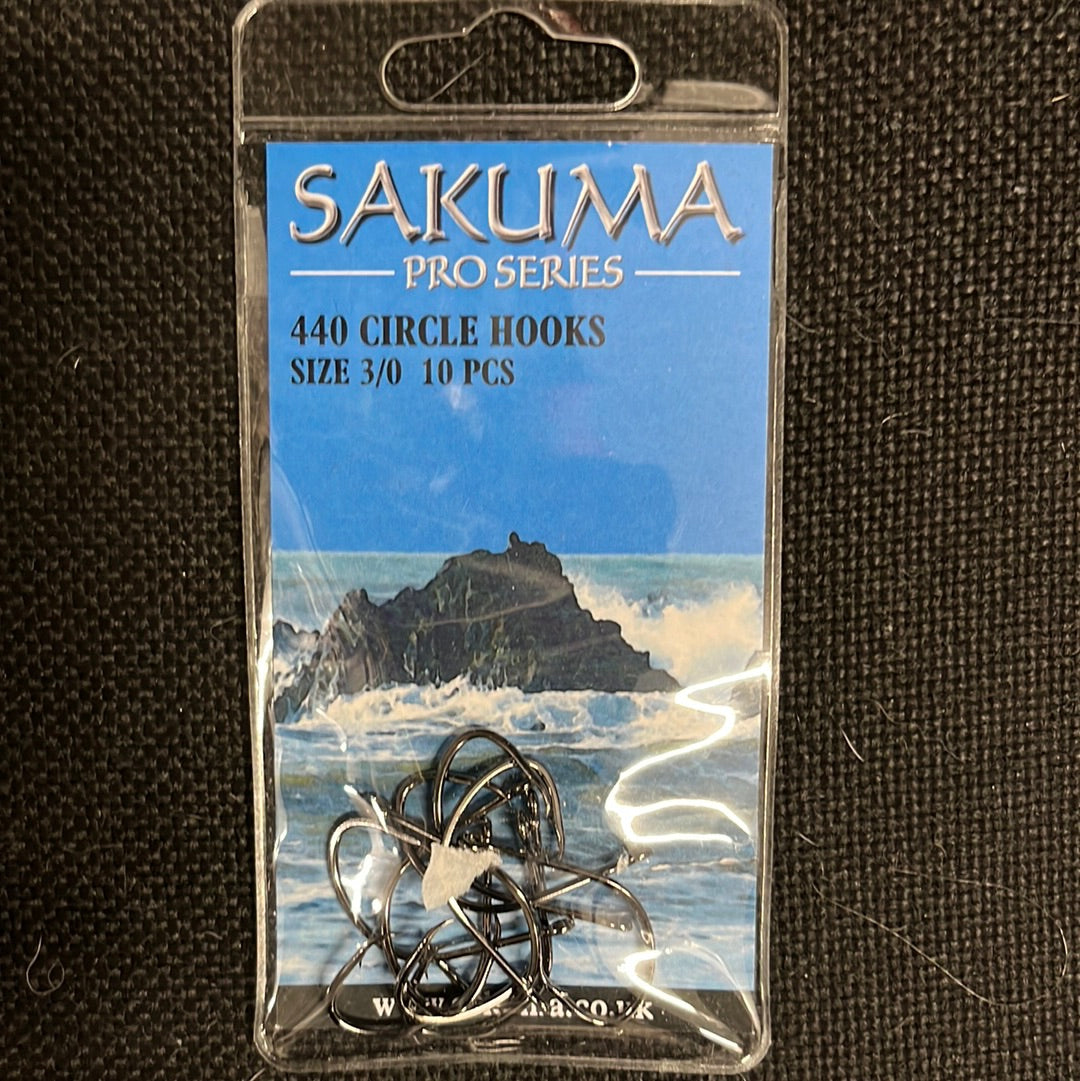 SAKUMA
PRO SERIES
440 CIRCLE HOOKS
SIZE 3/0 10 PCS